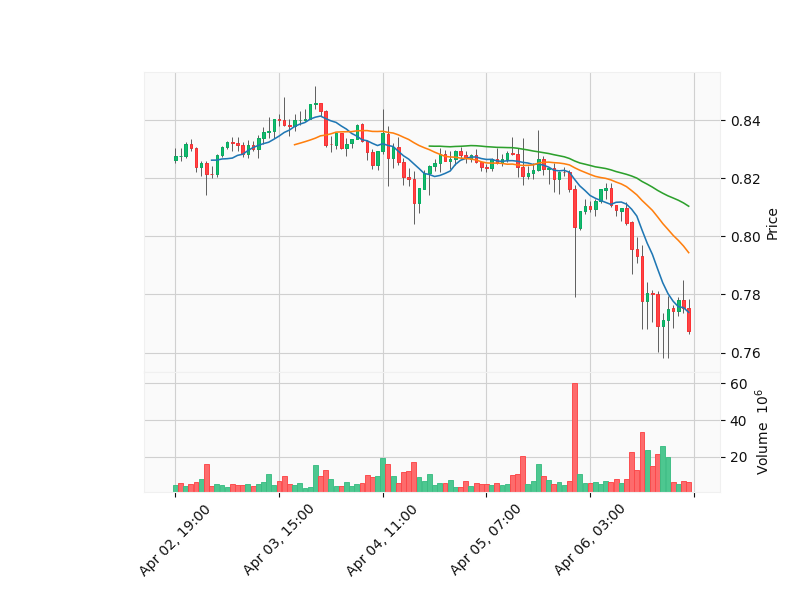 0.84
0.82
0.80
0.78
0.76
Price
60
40
20
Volume 10^6
Apr 02, 19:00
Apr 03, 15:00
Apr 04, 11:00
Apr 05, 07:00
Apr 06, 03:00